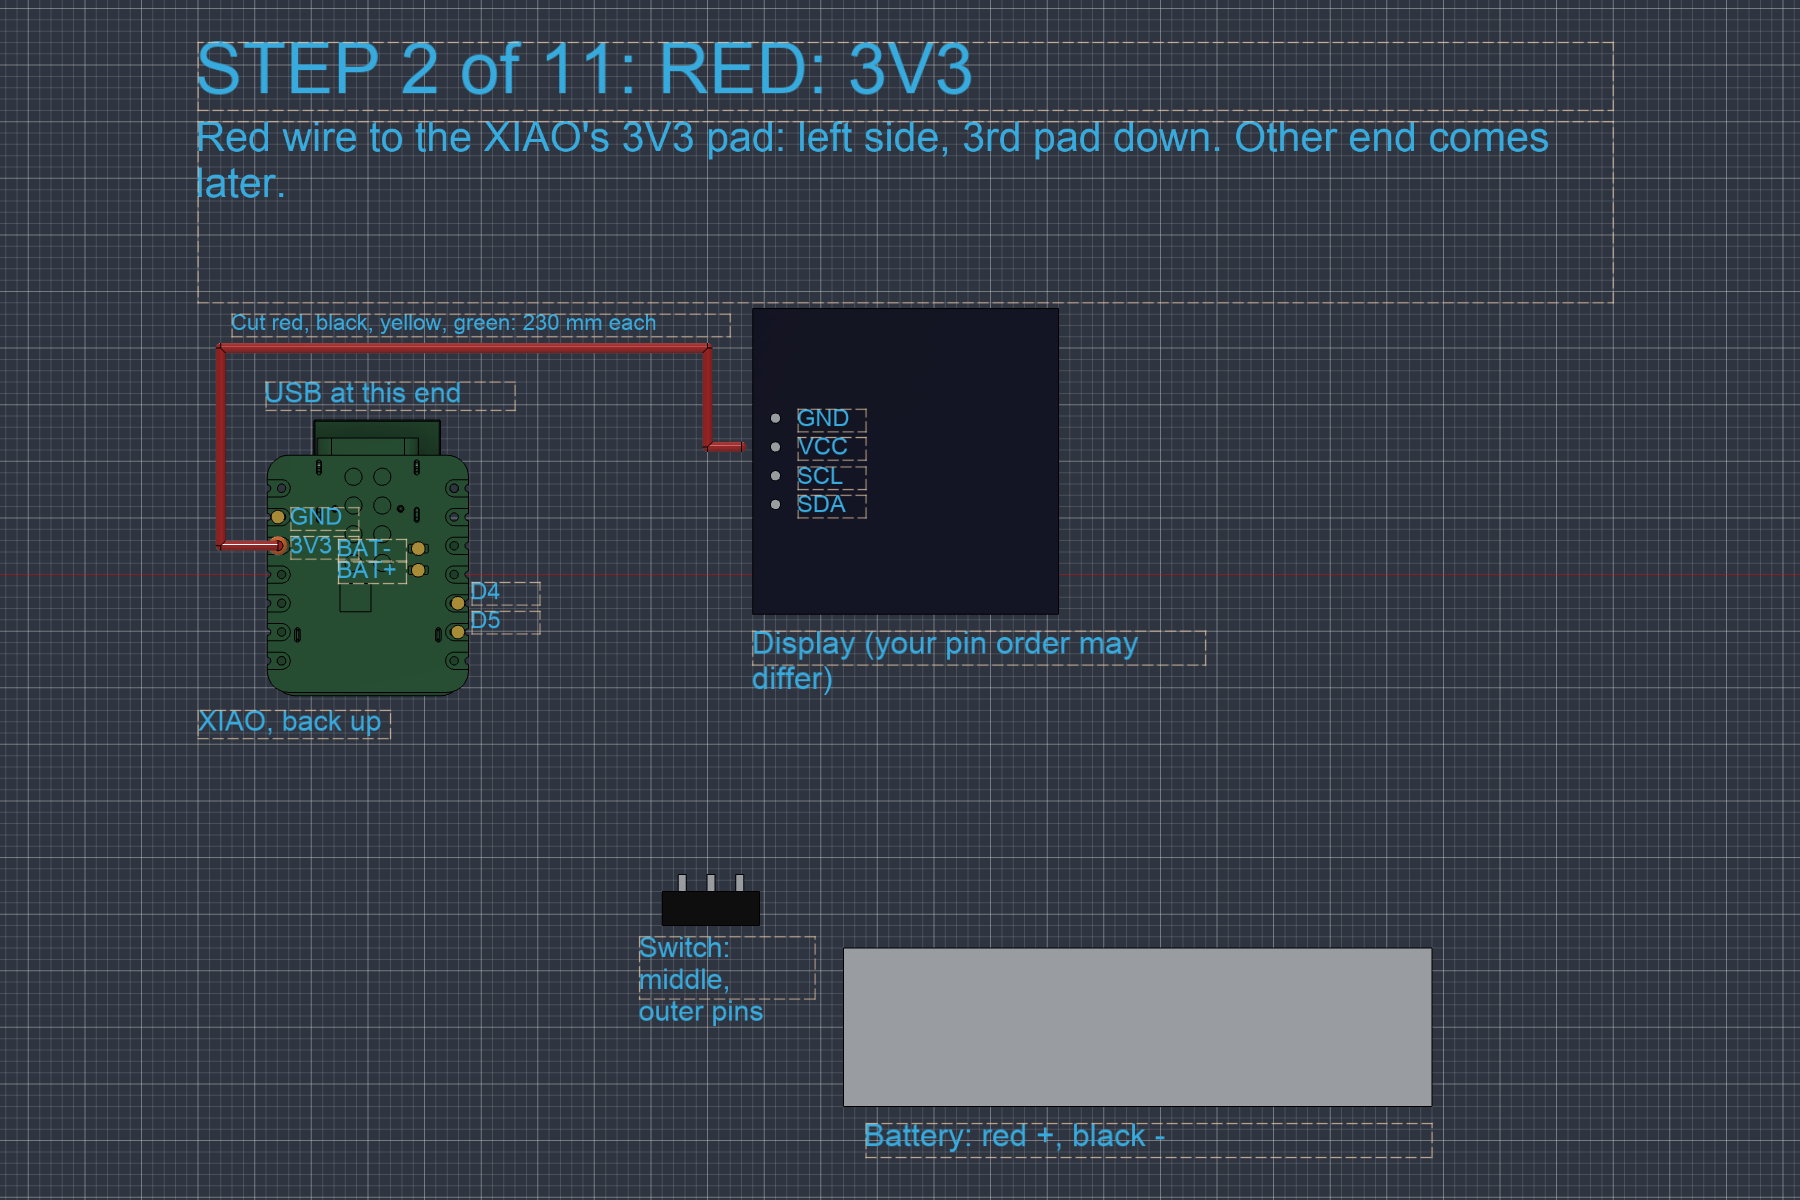 STEP 2 of 11: RED: 3V3
Red wire to the XIAO's 3V3 pad: left side, 3rd pad down. Other end comes
later.
Cut red, black, yellow, green: 230 mm each
USB at this end
GND
VCC
SCL
SDA
GND
3V3
BAT-
BAT+
D4
D5
Display (your pin order may
differ)
XIAO, back up
Switch:
middle,
outer pins
Battery: red +, black -